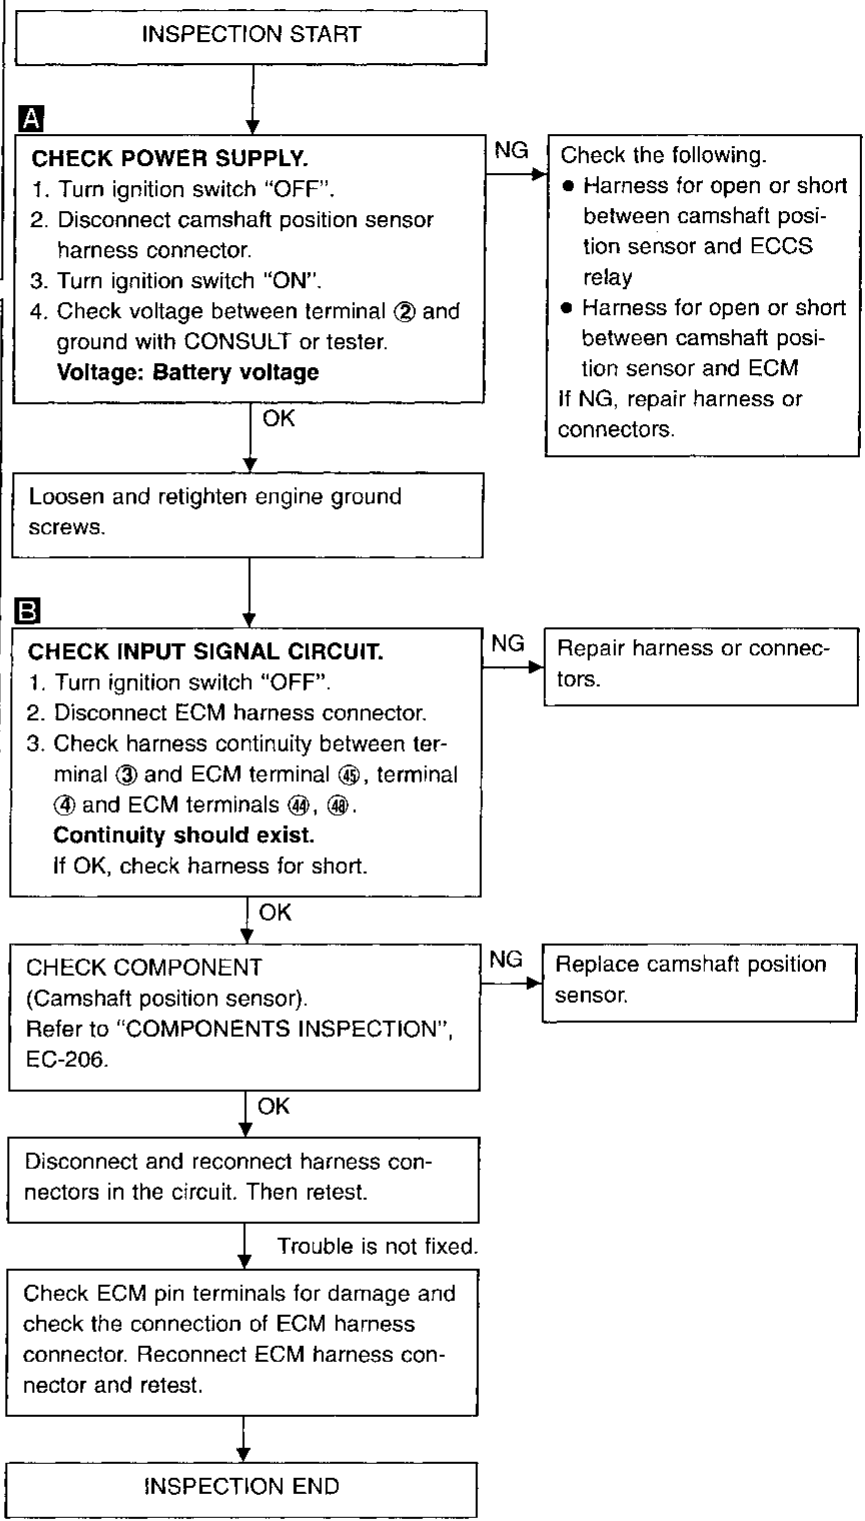 INSPECTION START
A
CHECK POWER SUPPLY.
1. Turn ignition switch “OFF”.
2. Disconnect camshaft position sensor
harness connector.
3. Turn ignition switch “ON”.
4. Check voltage between terminal ② and
ground with CONSULT or tester.
Voltage: Battery voltage
NG
Check the following.
● Harness for open or short
between camshaft posi-
tion sensor and ECCS
relay
● Harness for open or short
between camshaft posi-
tion sensor and ECM
If NG, repair harness or
connectors.
OK
Loosen and retighten engine ground
screws.
B
CHECK INPUT SIGNAL CIRCUIT.
1. Turn ignition switch “OFF”.
2. Disconnect ECM harness connector.
3. Check harness continuity between ter-
minal ③ and ECM terminal ㊺, terminal
④ and ECM terminals ㊹, ㊽.
Continuity should exist.
If OK, check harness for short.
NG
Repair harness or connec-
tors.
OK
CHECK COMPONENT
(Camshaft position sensor).
Refer to “COMPONENTS INSPECTION”,
EC-206.
NG
Replace camshaft position
sensor.
OK
Disconnect and reconnect harness con-
nectors in the circuit. Then retest.
Trouble is not fixed.
Check ECM pin terminals for damage and
check the connection of ECM harness
connector. Reconnect ECM harness con-
nector and retest.
INSPECTION END